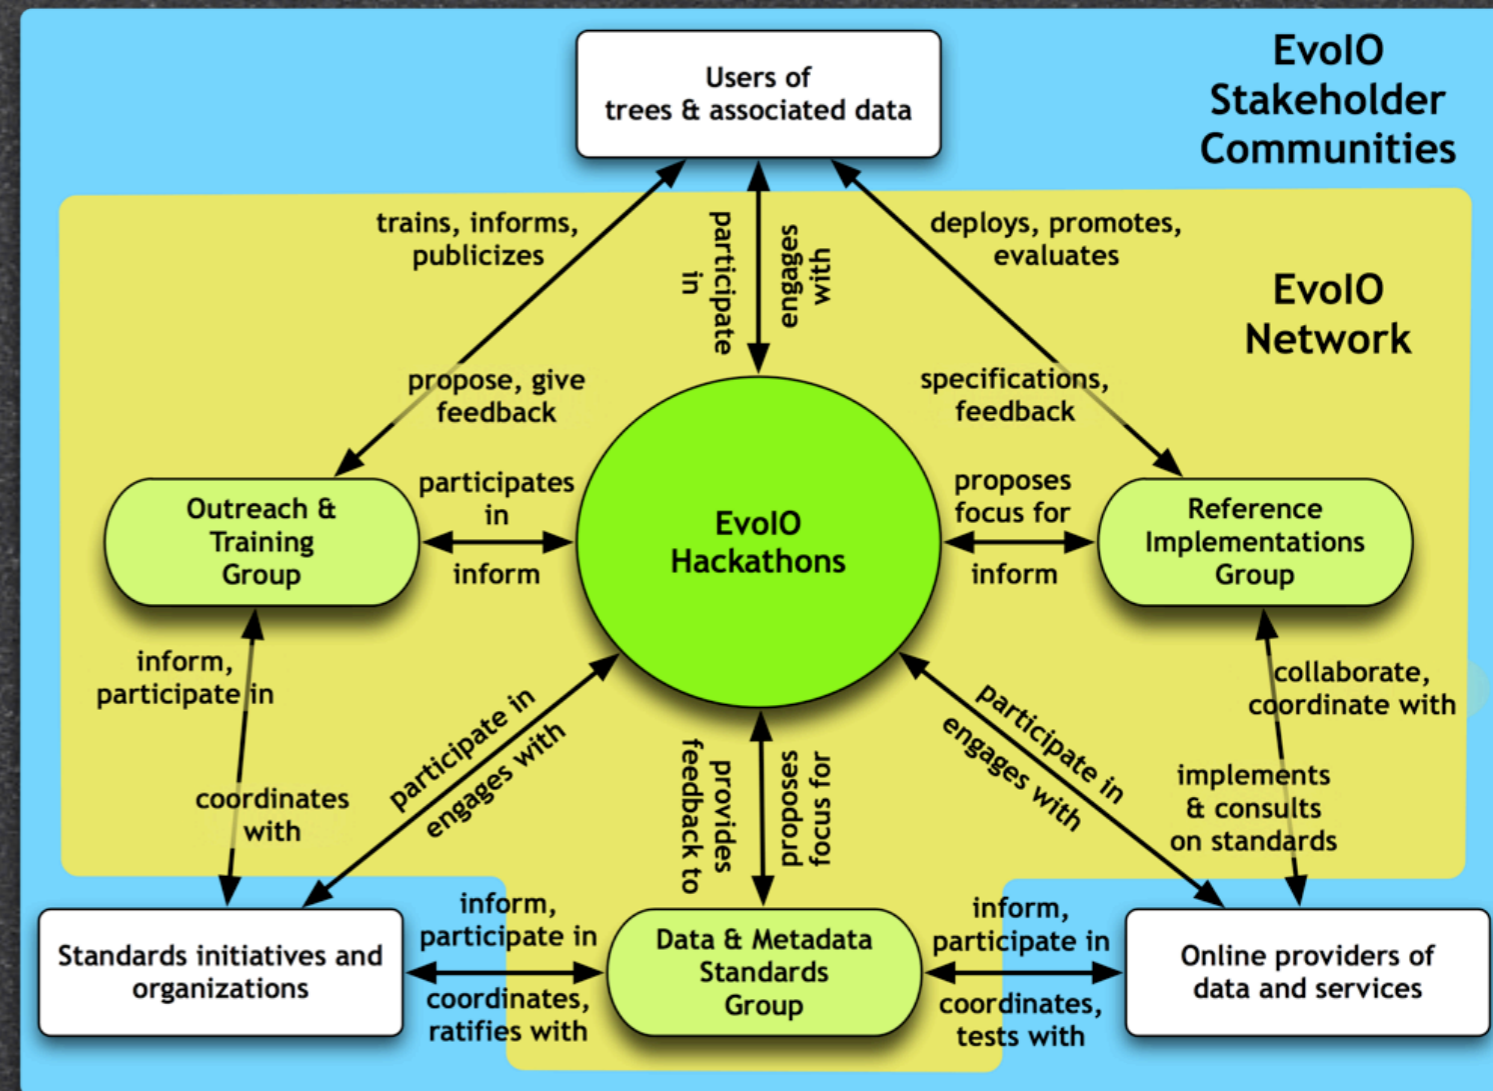 Users of
trees & associated data
EvoIO
Stakeholder
Communities
trains, informs,
publicizes
participate
in
engages
with
deploys, promotes,
evaluates
EvoIO
Network
propose, give
feedback
specifications,
feedback
Outreach &
Training
Group
participates
in
inform
EvoIO
Hackathons
proposes
focus for
inform
Reference
Implementations
Group
inform,
participate in
coordinates
with
participate in
engages with
provides
feedback to
proposes
focus for
participate in
engages with
collaborate,
coordinate with
implements
& consults
on standards
Standards initiatives and
organizations
inform,
participate in
coordinates,
ratifies with
Data & Metadata
Standards
Group
inform,
participate in
coordinates,
tests with
Online providers of
data and services